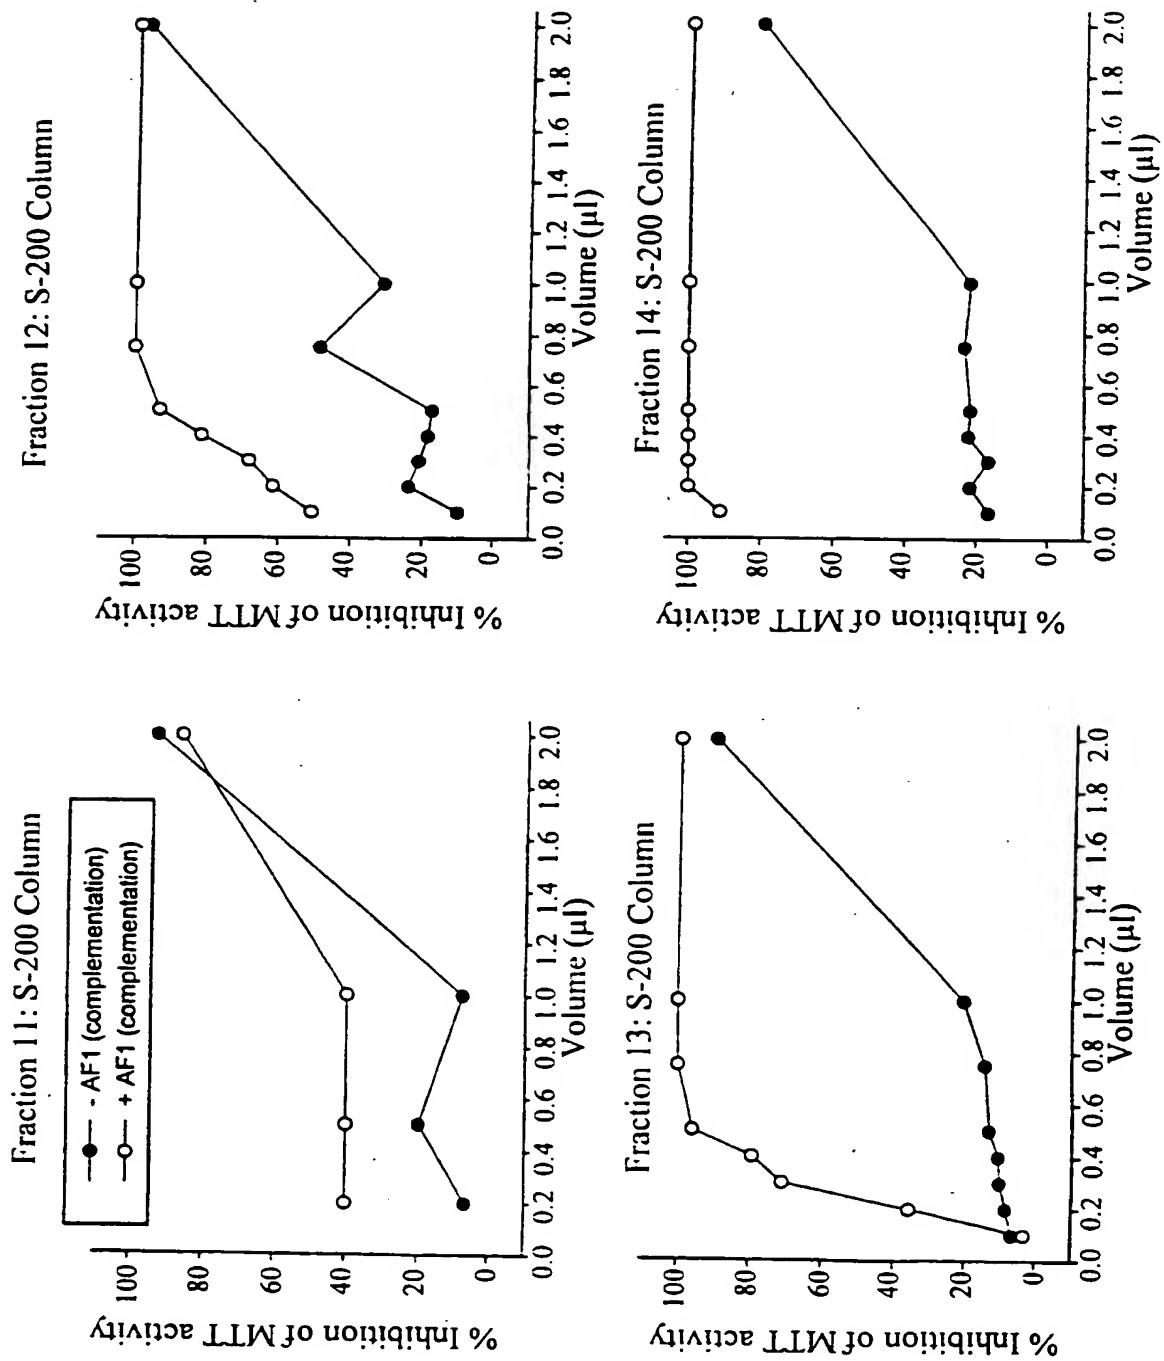 Fraction 11: S-200 Column
- AF1 (complementation)
+ AF1 (complementation)
% Inhibition of MTT activity
100
80
60
40
20
0
0.0 0.2 0.4 0.6 0.8 1.0 1.2 1.4 1.6 1.8 2.0
Volume (µl)
Fraction 12: S-200 Column
% Inhibition of MTT activity
100
80
60
40
20
0
0.0 0.2 0.4 0.6 0.8 1.0 1.2 1.4 1.6 1.8 2.0
Volume (µl)
Fraction 13: S-200 Column
% Inhibition of MTT activity
100
80
60
40
20
0
0.0 0.2 0.4 0.6 0.8 1.0 1.2 1.4 1.6 1.8 2.0
Volume (µl)
Fraction 14: S-200 Column
% Inhibition of MTT activity
100
80
60
40
20
0
0.0 0.2 0.4 0.6 0.8 1.0 1.2 1.4 1.6 1.8 2.0
Volume (µl)